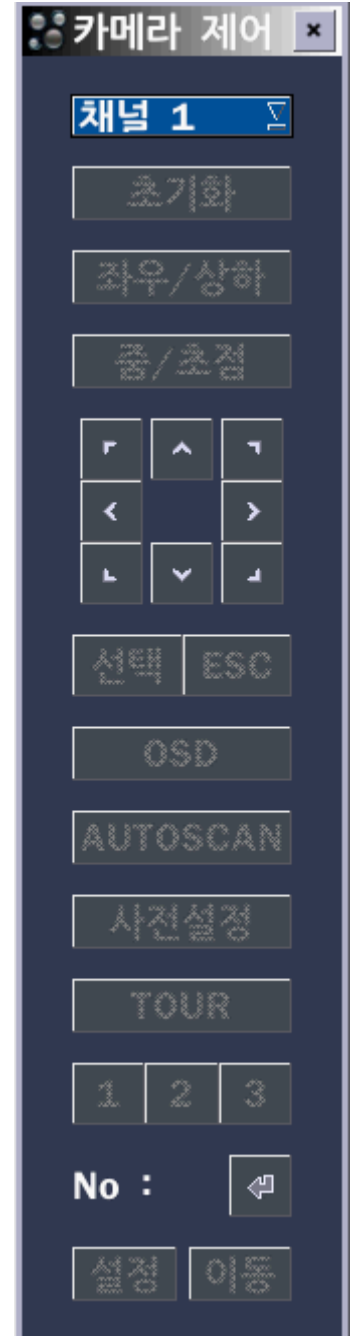 카메라 제어
채널 1
초기화
좌우/상하
줌/초점
선택 ESC
OSD
AUTOSCAN
사전설정
TOUR
1 2 3
No :
설정 이동